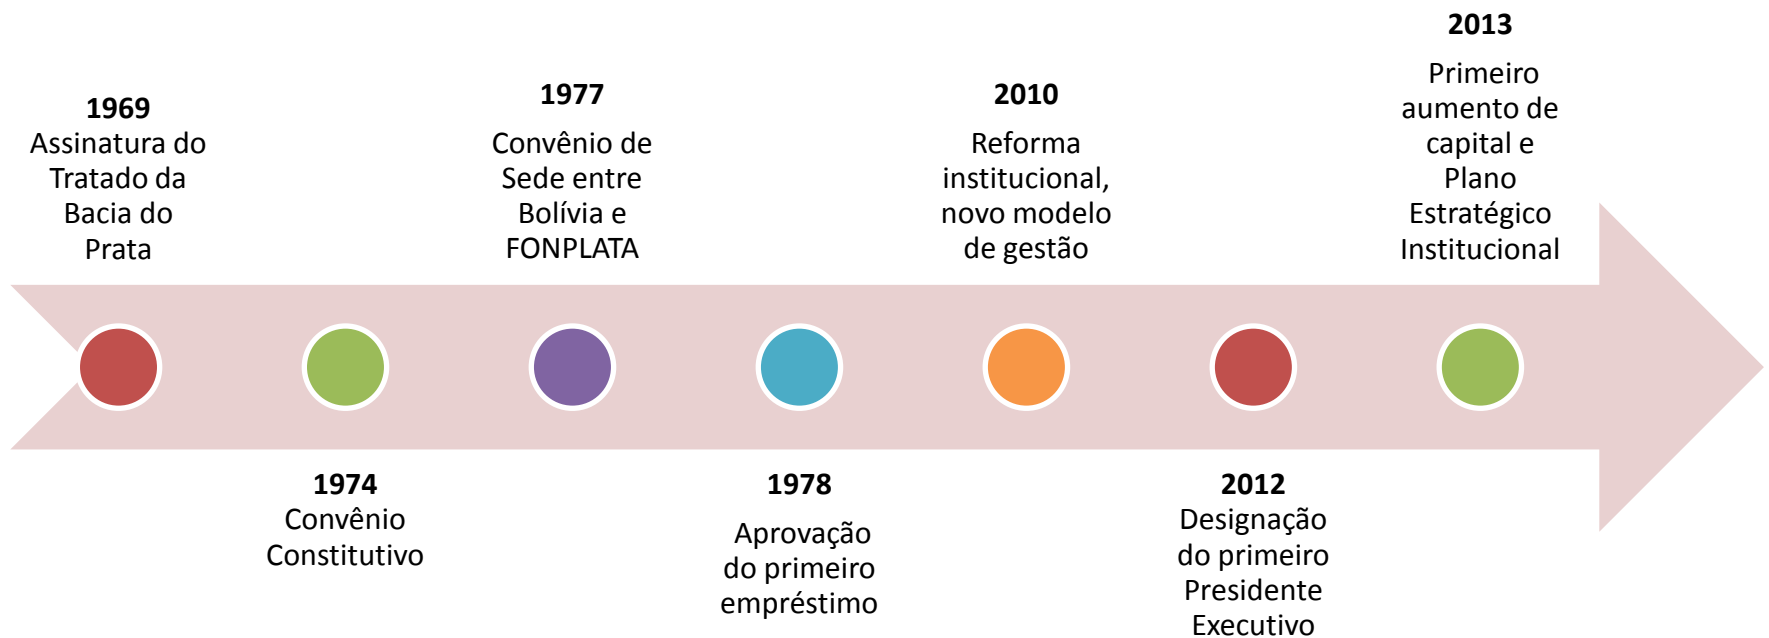 1969
Assinatura do
Tratado da
Bacia do
Prata
1974
Convênio
Constitutivo
1977
Convênio de
Sede entre
Bolívia e
FONPLATA
1978
Aprovação
do primeiro
empréstimo
2010
Reforma
institucional,
novo modelo
de gestão
2012
Designação
do primeiro
Presidente
Executivo
2013
Primeiro
aumento de
capital e
Plano
Estratégico
Institucional